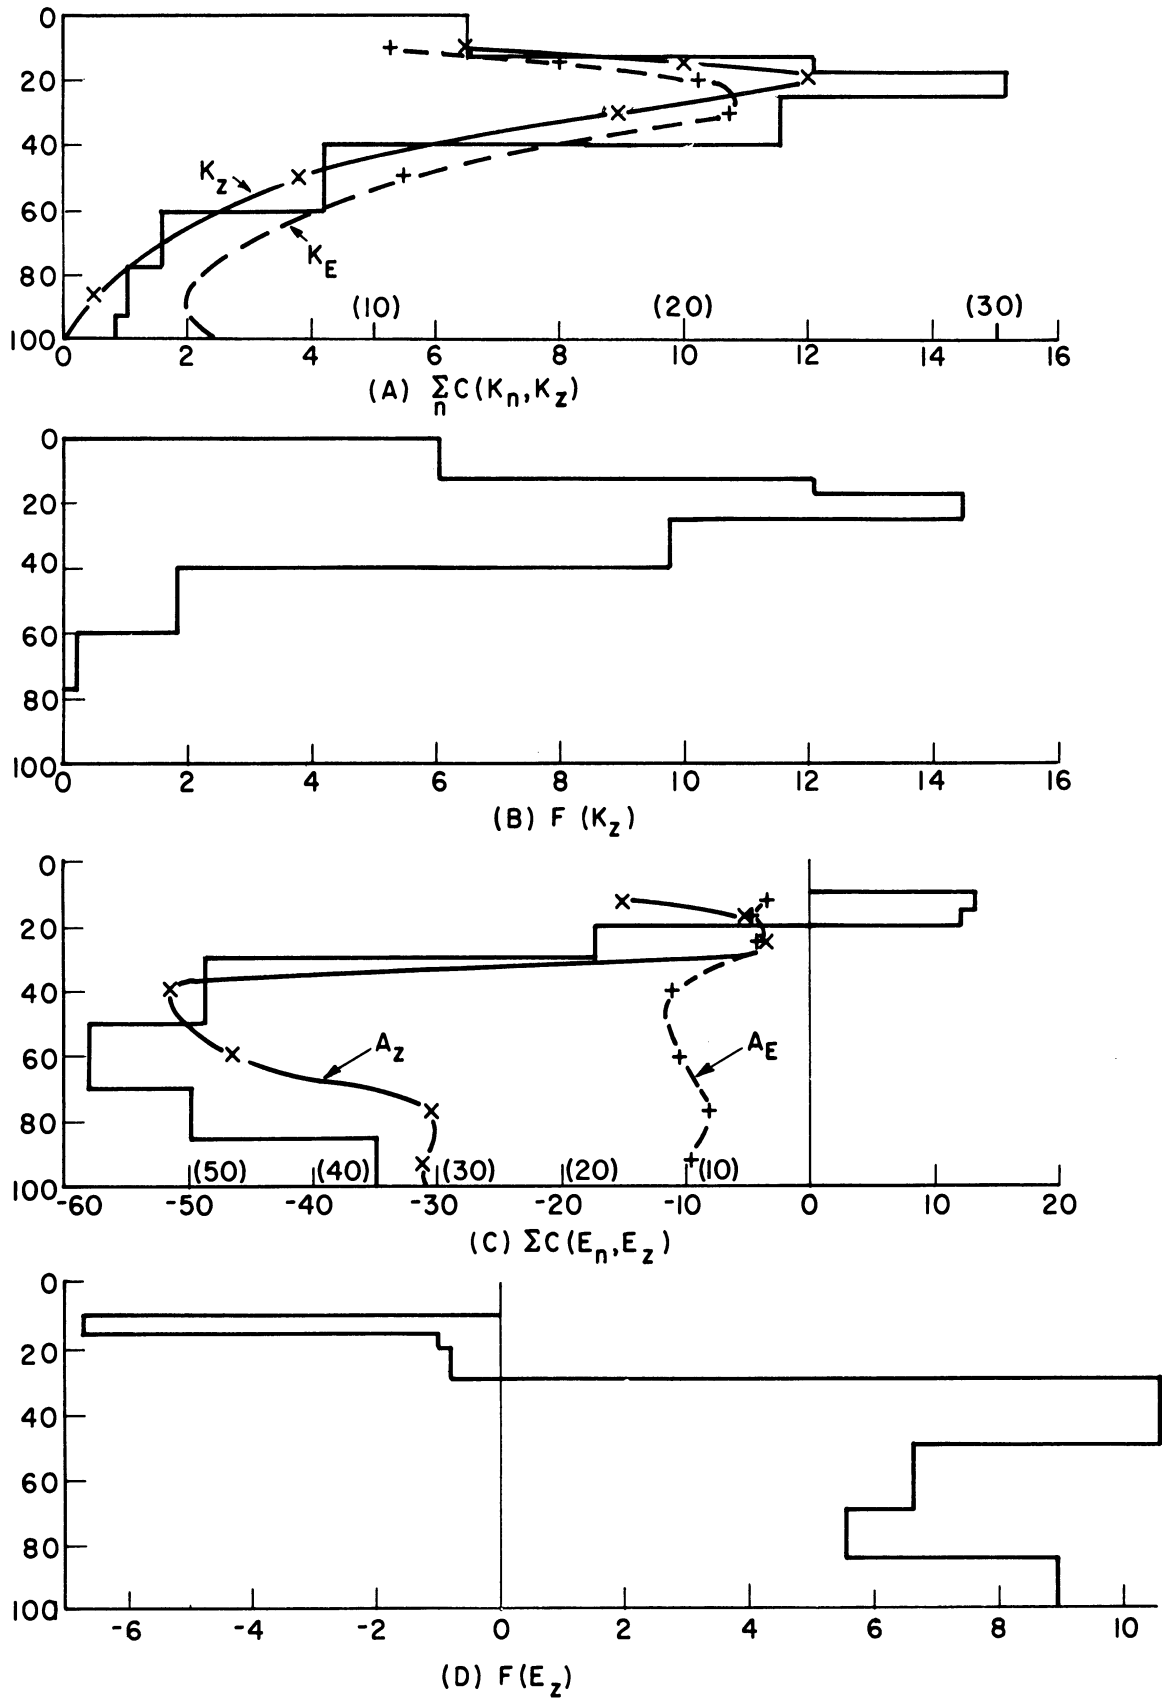 0
20
40
60
80
100
K_z
K_E
(10) (20) (30)
0 2 4 6 8 10 12 14 16
(A) Σ_n C(K_n,K_z)
0
20
40
60
80
100
0 2 4 6 8 10 12 14 16
(B) F (K_z)
0
20
40
60
80
100
A_z
A_E
(50) (40) (30) (20) (10)
-60 -50 -40 -30 -20 -10 0 10 20
(C) ΣC(E_n,E_z)
0
20
40
60
80
100
-6 -4 -2 0 2 4 6 8 10
(D) F(E_z)